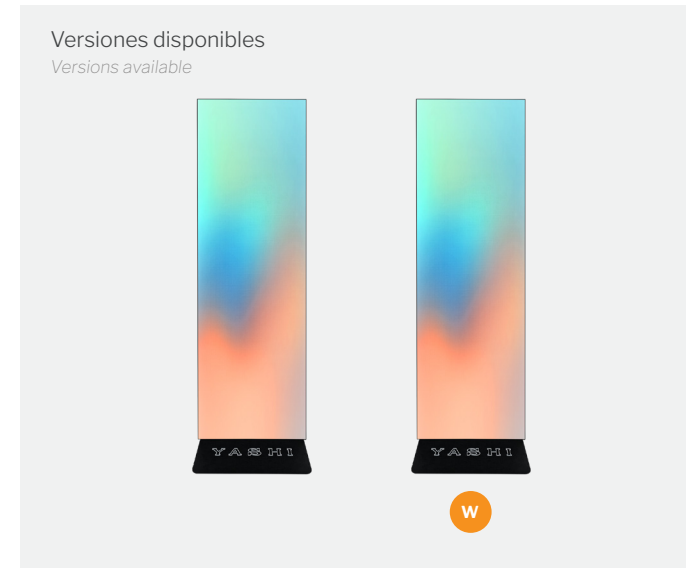 Versiones disponibles
Versions available
YASHI YASHI
W